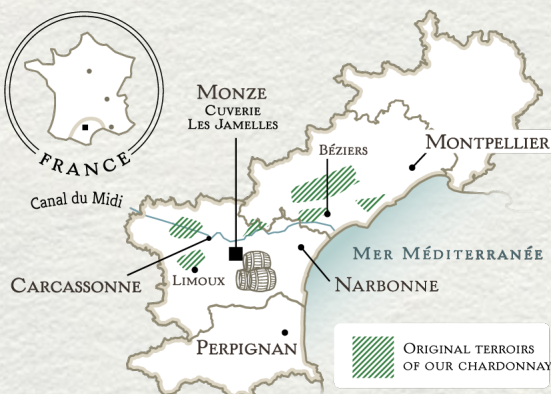 FRANCE
Monze
Cuverie
Les Jamelles
Béziers
Montpellier
Canal du Midi
Mer Méditerranée
Carcassonne
Limoux
Narbonne
Perpignan
Original terroirs
of our chardonnay